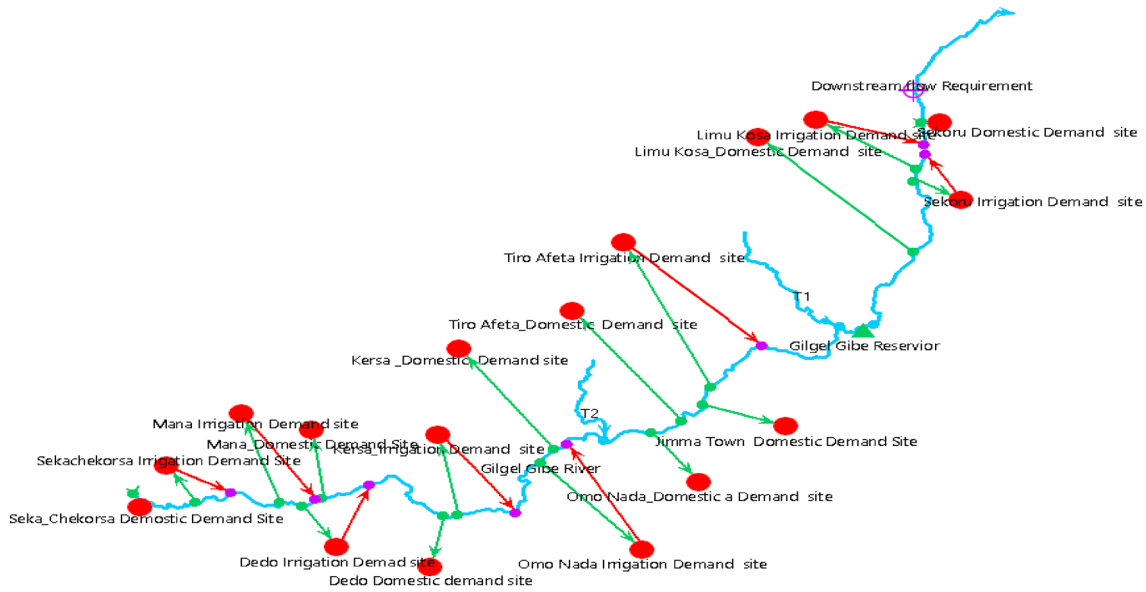 Downstream flow Requirement
Limu Kosa Irrigation Demand site
Sekoru Domestic Demand site
Limu Kosa_Domestic Demand site
Sekoru Irrigation Demand site
Tiro Afeta Irrigation Demand site
T1
Tiro Afeta_Domestic Demand site
Gilgel Gibe Reservior
Kersa _Domestic Demand site
T2
Mana Irrigation Demand site
Mana_Domestic Demand Site
Kersa_Irrigation Demand site
Jimma Town Domestic Demand Site
Sekachekorsa Irrigation Demand Site
Gilgel Gibe River
Omo Nada_Domestic a Demand site
Seka_Chekorsa Demostic Demand Site
Dedo Irrigation Demad site
Omo Nada Irrigation Demand site
Dedo Domestic demand site